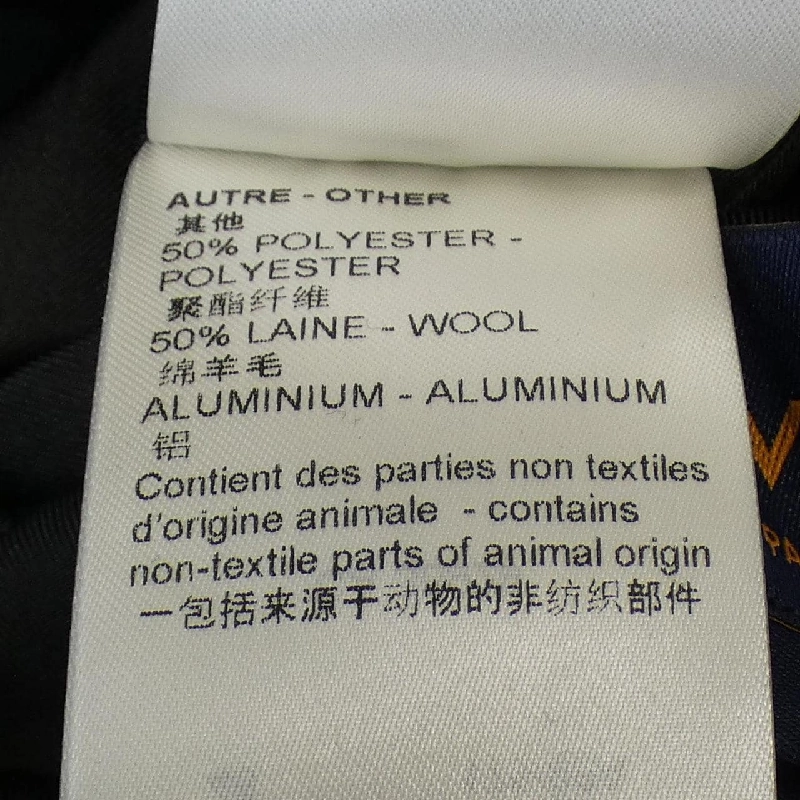 AUTRE - OTHER
其他
50% POLYESTER -
POLYESTER
聚酯纤维
50% LAINE - WOOL
绵羊毛
ALUMINIUM - ALUMINIUM
铝
Contient des parties non textiles
d'origine animale - contains
non-textile parts of animal origin
一包括来源于动物的非纺织部件